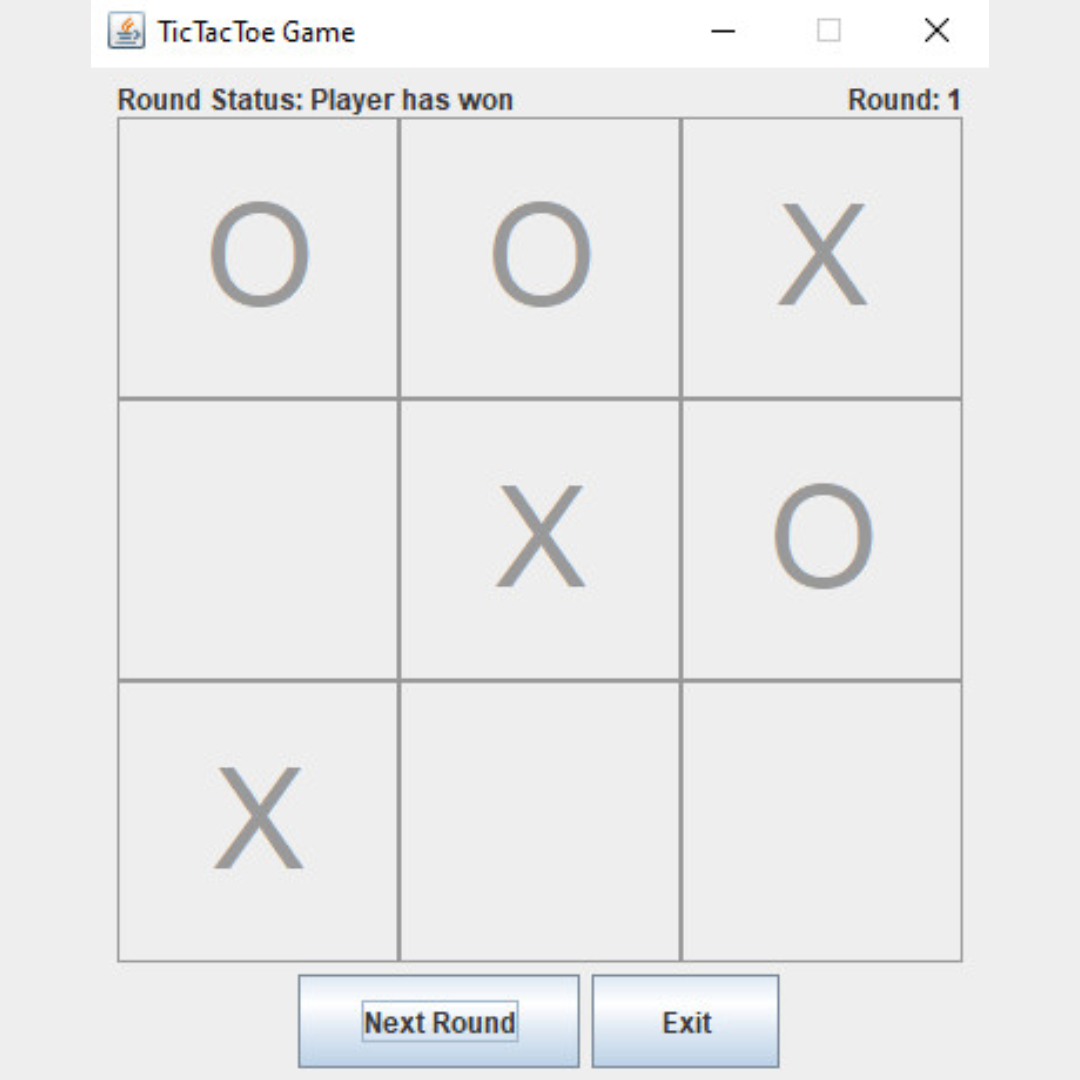 TicTacToe Game
Round Status: Player has won Round: 1
O O X
X O
X
Next Round Exit